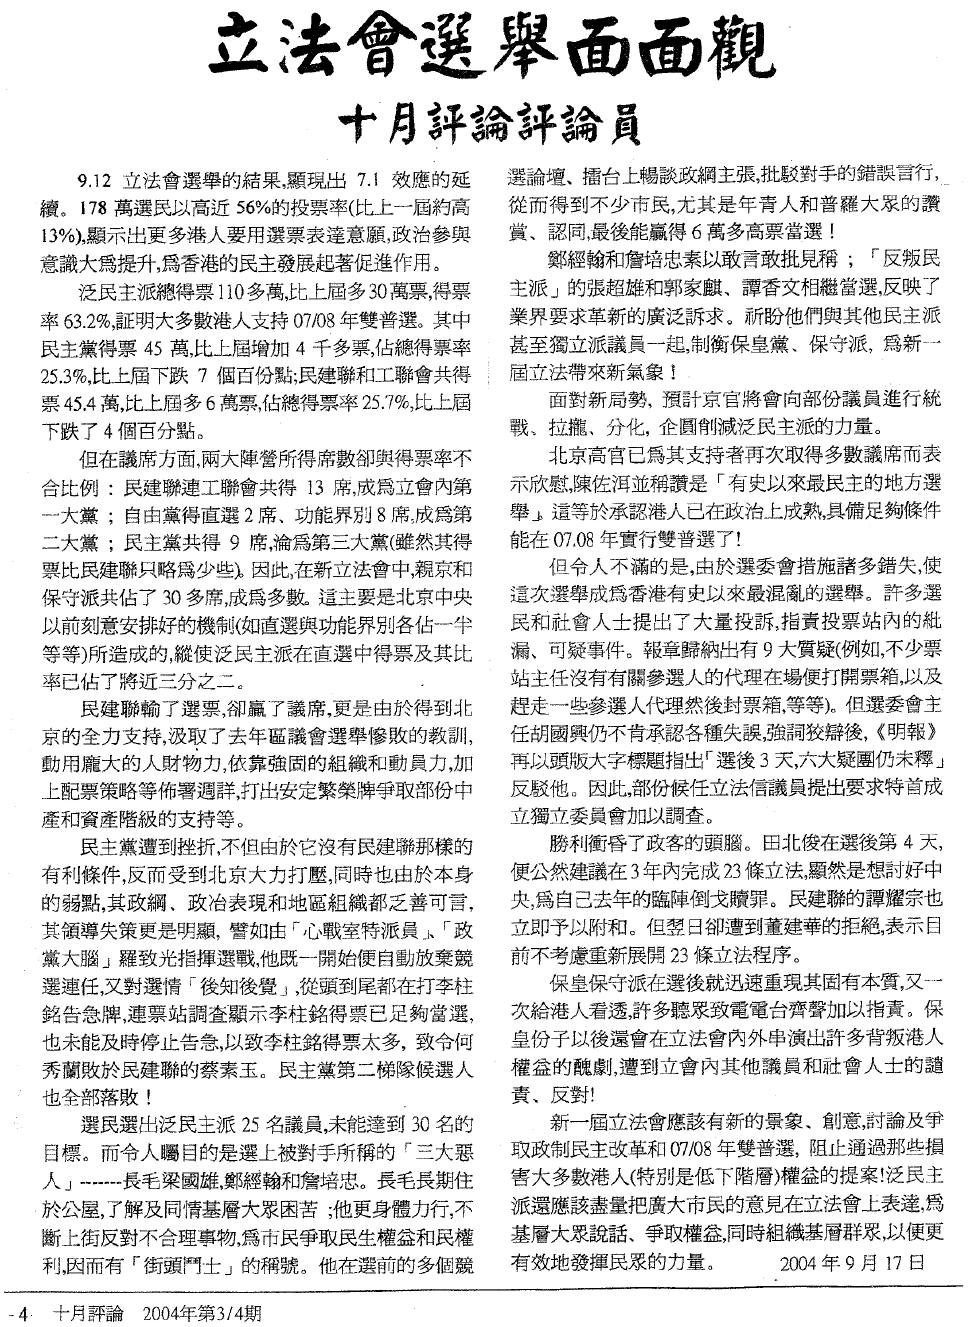 立法會選舉面面觀
十月評論評論員
9.12 立法會選舉的結果,顯現出 7.1 效應的延
續。178 萬選民以高近 56%的投票率(比上一屆約高
13%),顯示出更多港人要用選票表達意願,政治參與
意識大為提升,為香港的民主發展起著促進作用。
泛民主派總得票110多萬,比上屆多30萬票,得票
率 63.2%,証明大多數港人支持 07/08 年雙普選。其中
民主黨得票 45 萬,比上屆增加 4 千多票,佔總得票率
25.3%,比上屆下跌 7 個百份點;民建聯和工聯會共得
票45.4萬,比上屆多6萬票,佔總得票率25.7%,比上屆
下跌了4個百分點。
但在議席方面,兩大陣營所得席數卻與得票率不
合比例：民建聯連工聯會共得 13 席,成為立會內第
一大黨；自由黨得直選2席、功能界別8席,成為第
二大黨；民主黨共得 9 席,淪為第三大黨(雖然其得
票比民建聯只略為少些)。因此,在新立法會中,親京和
保守派共佔了 30 多席,成為多數。這主要是北京中央
以前刻意安排好的機制(如直選與功能界別各佔一半
等等)所造成的,縱使泛民主派在直選中得票及其比
率已佔了將近三分之二。
民建聯輸了選票,卻贏了議席,更是由於得到北
京的全力支持,汲取了去年區議會選舉慘敗的教訓,
動用龐大的人財物力,依靠強固的組織和動員力,加
上配票策略等佈署週詳,打出安定繁榮牌爭取部份中
產和資產階級的支持等。
民主黨遭到挫折,不但由於它沒有民建聯那樣的
有利條件,反而受到北京大力打壓,同時也由於本身
的弱點,其政綱、政治表現和地區組織都乏善可言,
其領導失策更是明顯, 譬如由「心戰室特派員」、「政
黨大腦」羅致光指揮選戰,他既一開始便自動放棄競
選連任,又對選情「後知後覺」,從頭到尾都在打李柱
銘告急牌,連票站調查顯示李柱銘得票已足夠當選,
也未能及時停止告急,以致李柱銘得票太多, 致令何
秀蘭敗於民建聯的蔡素玉。民主黨第二梯隊候選人
也全部落敗！
選民選出泛民主派 25 名議員,未能達到 30 名的
目標。而令人矚目的是選上被對手所稱的「三大惡
人」-------長毛梁國雄,鄭經翰和詹培忠。長毛長期住
於公屋,了解及同情基層大眾困苦 ;他更身體力行,不
斷上街反對不合理事物,為市民爭取民生權益和民權
利,因而有「街頭鬥士」的稱號。他在選前的多個競
選論壇、擂台上暢談政綱主張,批駁對手的錯誤言行,
從而得到不少市民,尤其是年青人和普羅大眾的讚
賞、認同,最後能贏得6萬多高票當選！
鄭經翰和詹培忠素以敢言敢批見稱；「反叛民
主派」的張超雄和郭家麒、譚香文相繼當選,反映了
業界要求革新的廣泛訴求。祈盼他們與其他民主派
甚至獨立派議員一起,制衡保皇黨、保守派, 為新一
屆立法帶來新氣象！
面對新局勢, 預計京官將會向部份議員進行統
戰、拉攏、分化, 企圖削減泛民主派的力量。
北京高官已為其支持者再次取得多數議席而表
示欣慰,陳佐洱並稱讚是「有史以來最民主的地方選
舉」。這等於承認港人已在政治上成熟,具備足夠條件
能在 07.08 年實行雙普選了!
但令人不滿的是,由於選委會措施諸多錯失,使
這次選舉成為香港有史以來最混亂的選舉。許多選
民和社會人士提出了大量投訴,指責投票站內的紕
漏、可疑事件。報章歸納出有 9 大質疑(例如,不少票
站主任沒有有關參選人的代理在場便打開票箱,以及
趕走一些參選人代理然後封票箱,等等)。但選委會主
任胡國興仍不肯承認各種失誤,強詞狡辯後,《明報》
再以頭版大字標題指出「選後 3 天,六大疑團仍未釋」
反駁他。因此,部份候任立法信議員提出要求特首成
立獨立委員會加以調查。
勝利衝昏了政客的頭腦。田北俊在選後第 4 天,
便公然建議在3年內完成23條立法,顯然是想討好中
央,為自己去年的臨陣倒戈贖罪。民建聯的譚耀宗也
立即予以附和。但翌日卻遭到董建華的拒絕,表示目
前不考慮重新展開 23 條立法程序。
保皇保守派在選後就迅速重現其固有本質,又一
次給港人看透,許多聽眾致電電台齊聲加以指責。保
皇份子以後還會在立法會內外串演出許多背叛港人
權益的醜劇,遭到立會內其他議員和社會人士的譴
責、反對!
新一屆立法會應該有新的景象、創意,討論及爭
取政制民主改革和 07/08 年雙普選, 阻止通過那些損
害大多數港人(特別是低下階層)權益的提案!泛民主
派還應該盡量把廣大市民的意見在立法會上表達,為
基層大眾說話、爭取權益,同時組織基層群眾,以便更
有效地發揮民眾的力量。 2004 年 9 月 17 日
- 4 十月評論 2004年第3/4期